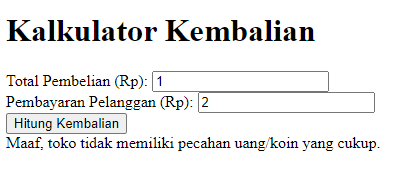 Kalkulator Kembalian
Total Pembelian (Rp): 1
Pembayaran Pelanggan (Rp): 2
Hitung Kembalian
Maaf, toko tidak memiliki pecahan uang/koin yang cukup.